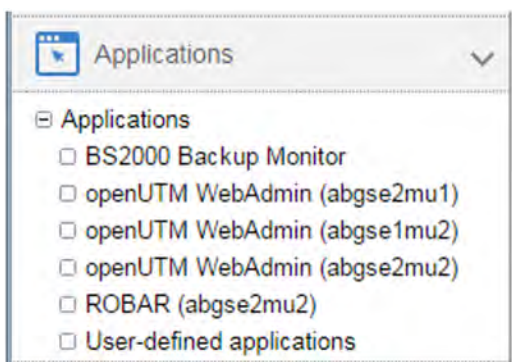 Applications
Applications
BS2000 Backup Monitor
openUTM WebAdmin (abgse2mu1)
openUTM WebAdmin (abgse1mu2)
openUTM WebAdmin (abgse2mu2)
ROBAR (abgse2mu2)
User-defined applications